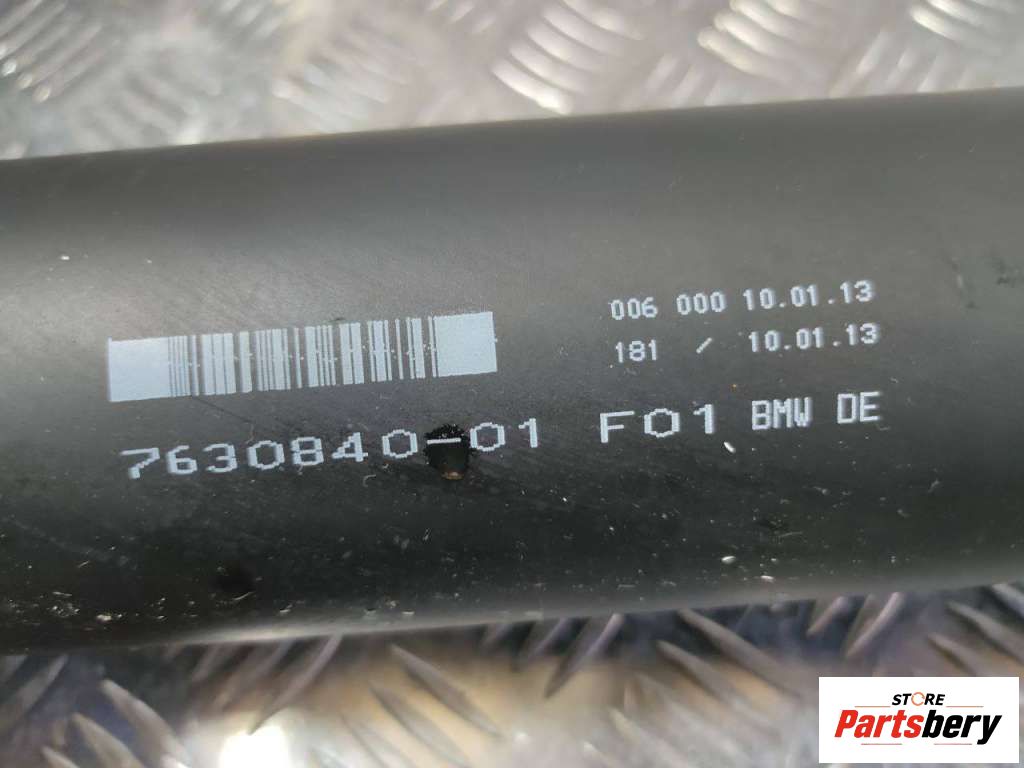 006 000 10.01.13
181 / 10.01.13
7630840-01 F01 BMW DE
STORE
Partsbery